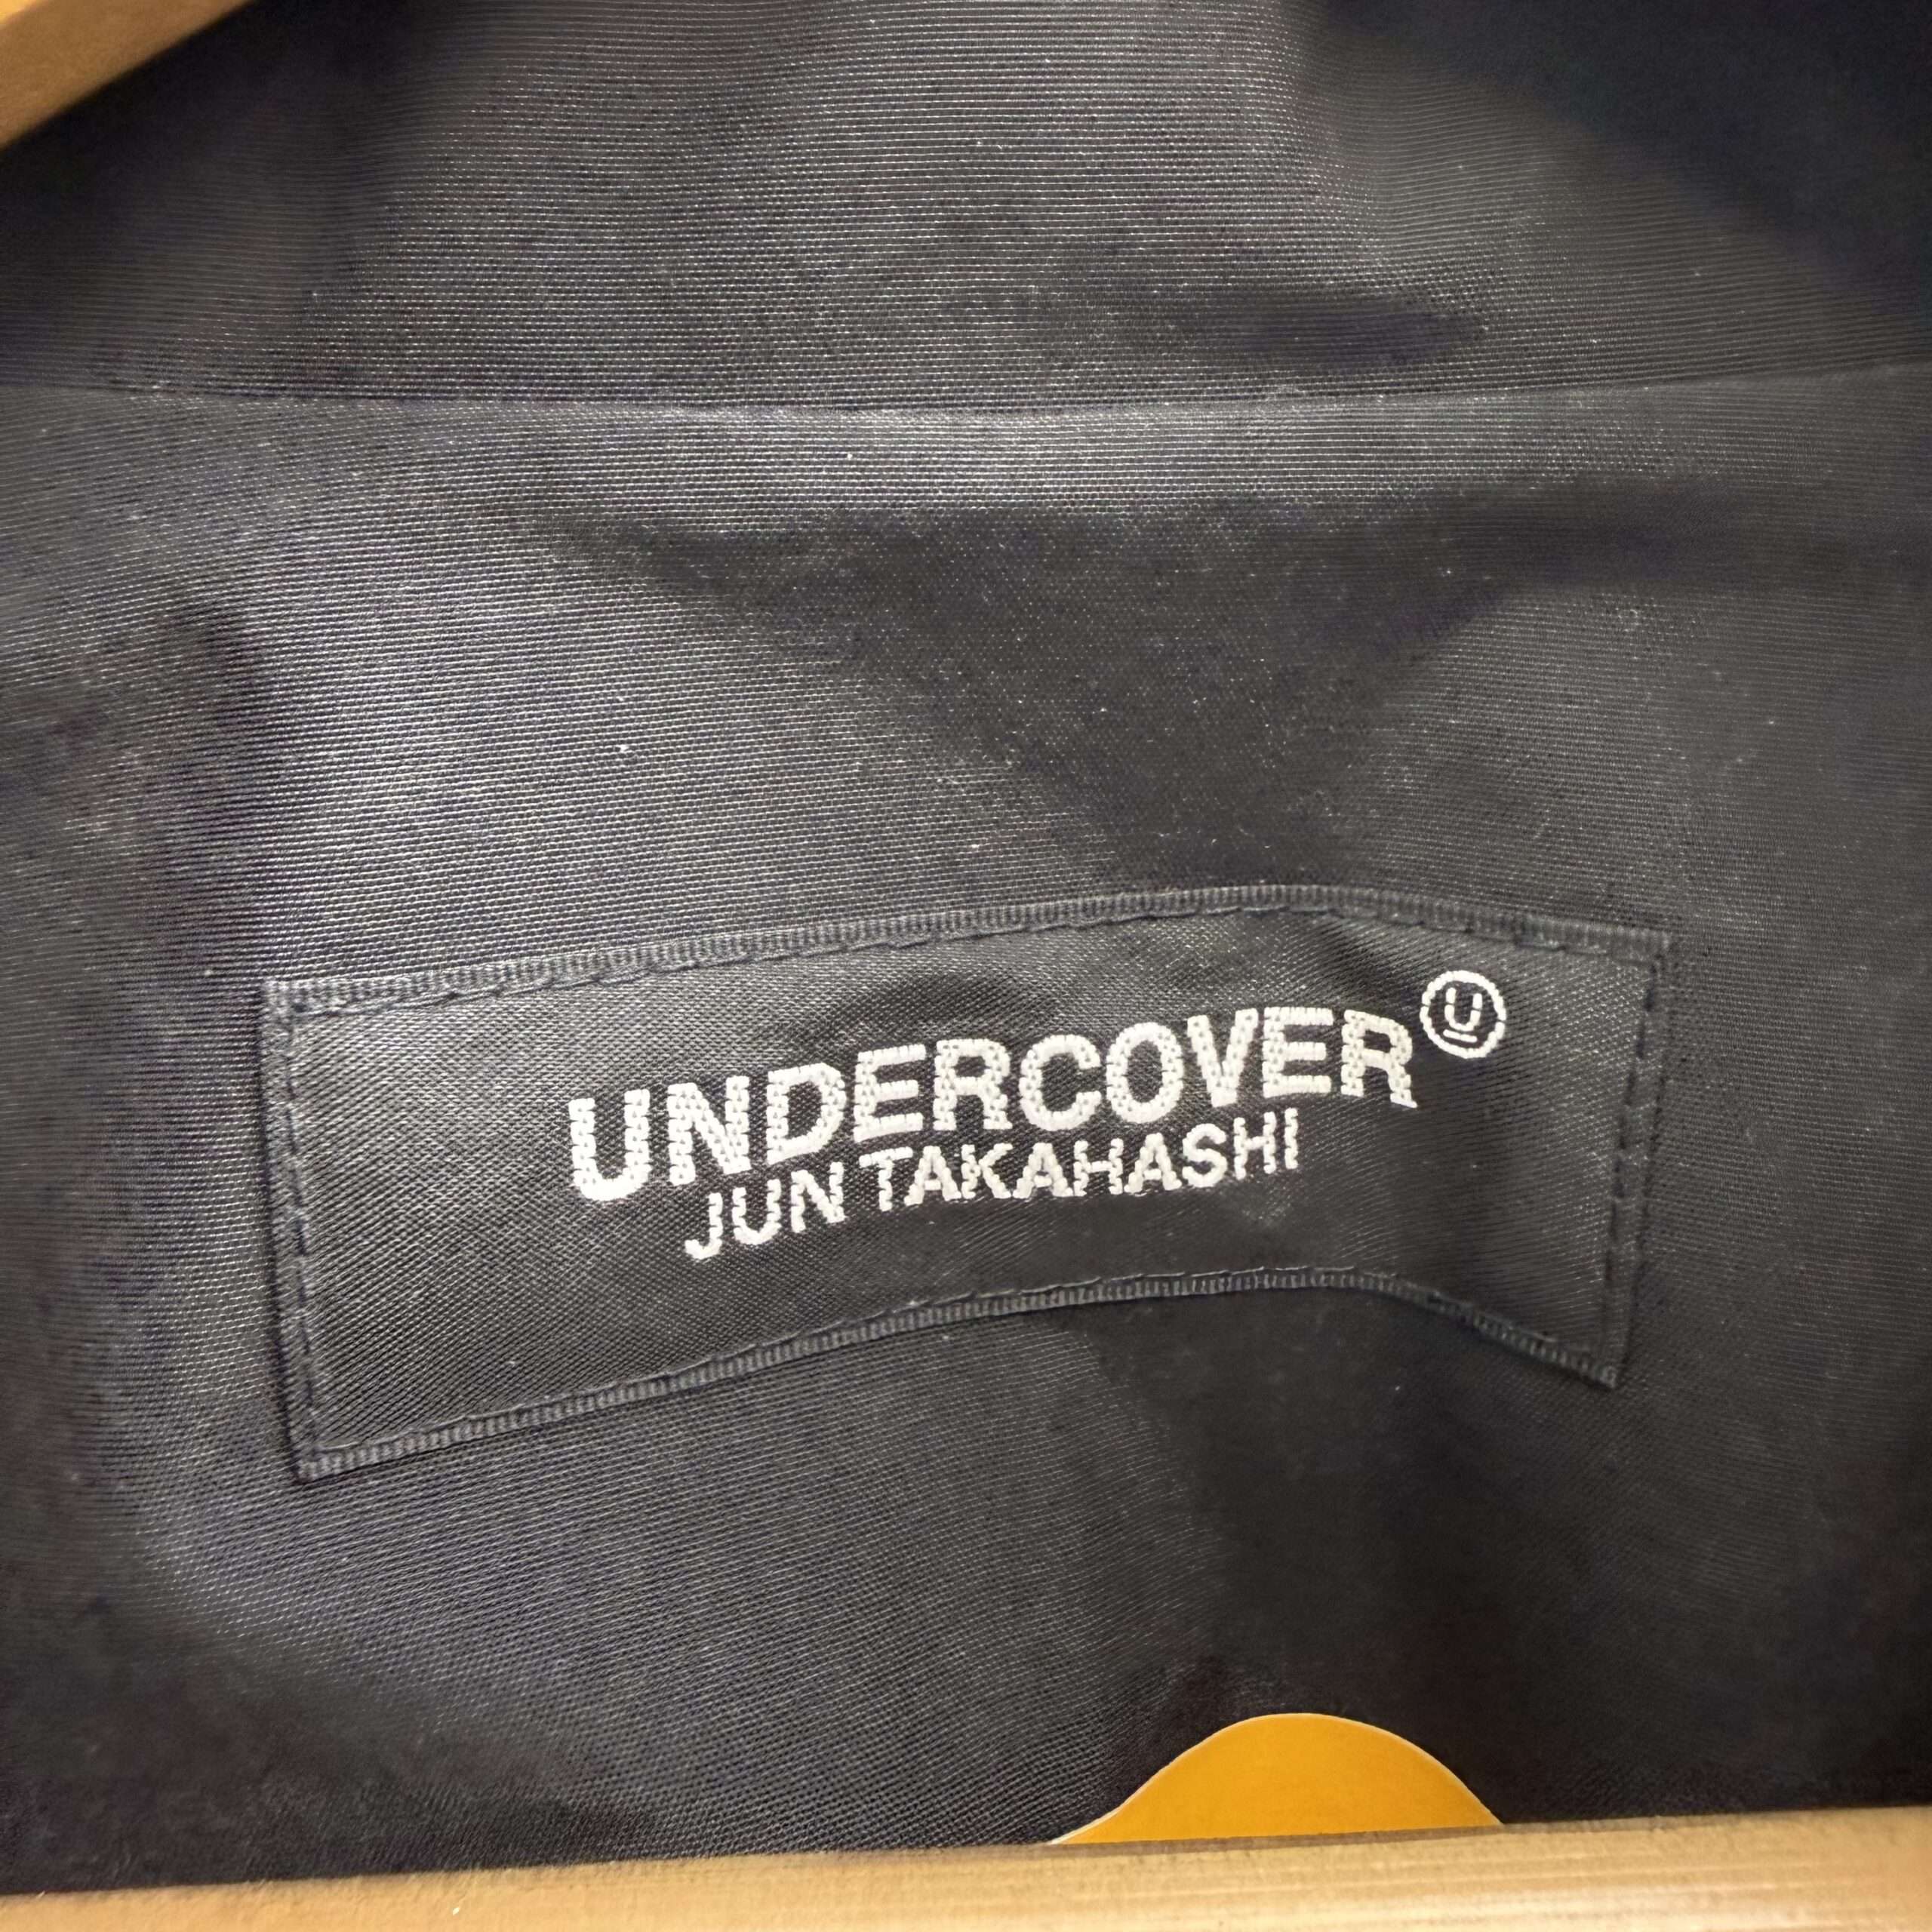 UNDERCOVER Ⓤ
JUN TAKAHASHI